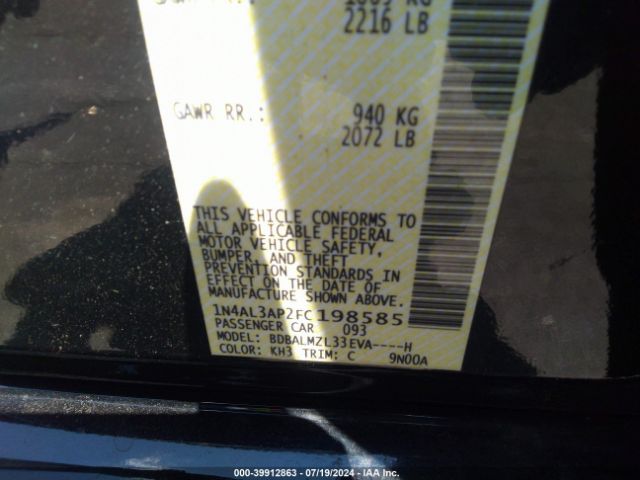 2216 LB
GAWR RR.: 940 KG
2072 LB
THIS VEHICLE CONFORMS TO
ALL APPLICABLE FEDERAL
MOTOR VEHICLE SAFETY,
BUMPER, AND THEFT
PREVENTION STANDARDS IN
EFFECT ON THE DATE OF
MANUFACTURE SHOWN ABOVE.
1N4AL3AP2FC198585
PASSENGER CAR 093
MODEL: BDBALMZL33EVA----H
COLOR: KH3 TRIM: C 9N00A
000-39912863 - 07/19/2024 - IAAI.COM